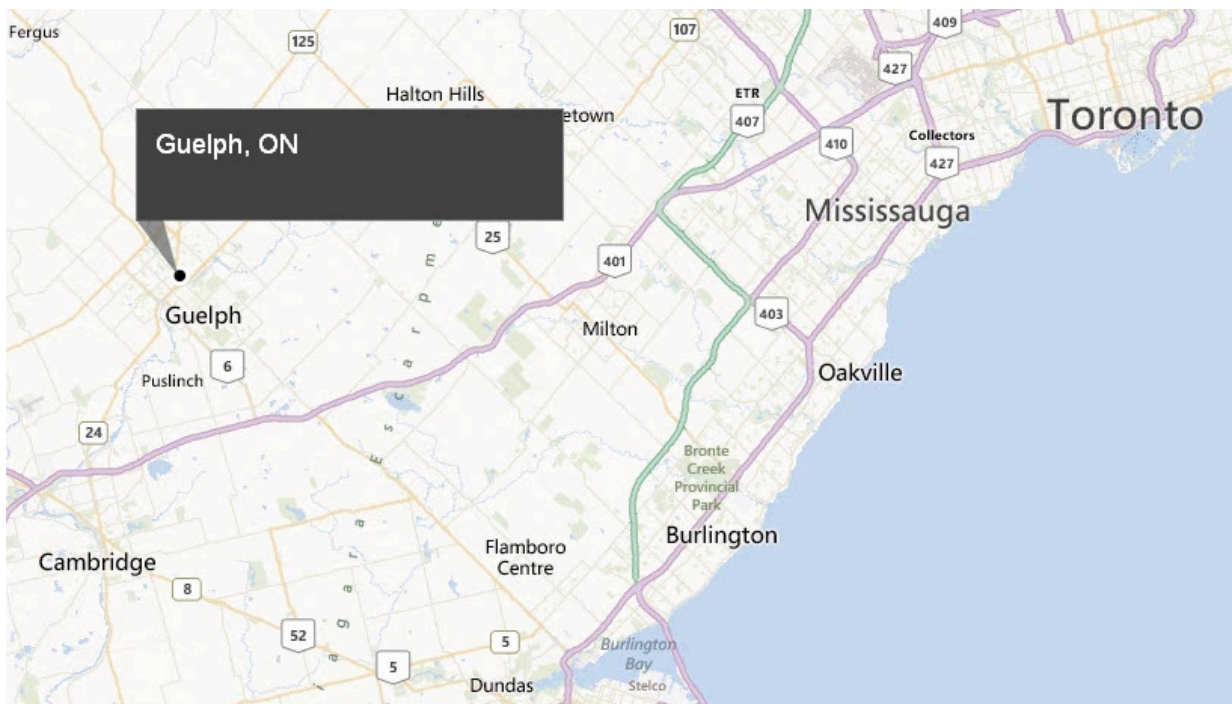 Fergus
125
107
409
427
Halton Hills
ETR
407
etown
Toronto
Guelph, ON
410
Collectors
427
Mississauga
25
401
Guelph
403
Milton
6
Puslinch
Oakville
24
Bronte
Creek
Provincial
Park
Burlington
Flamboro
Centre
Cambridge
8
52
5
5
Burlington
Bay
Dundas
Stelco
a g a r a E s c a r p m e